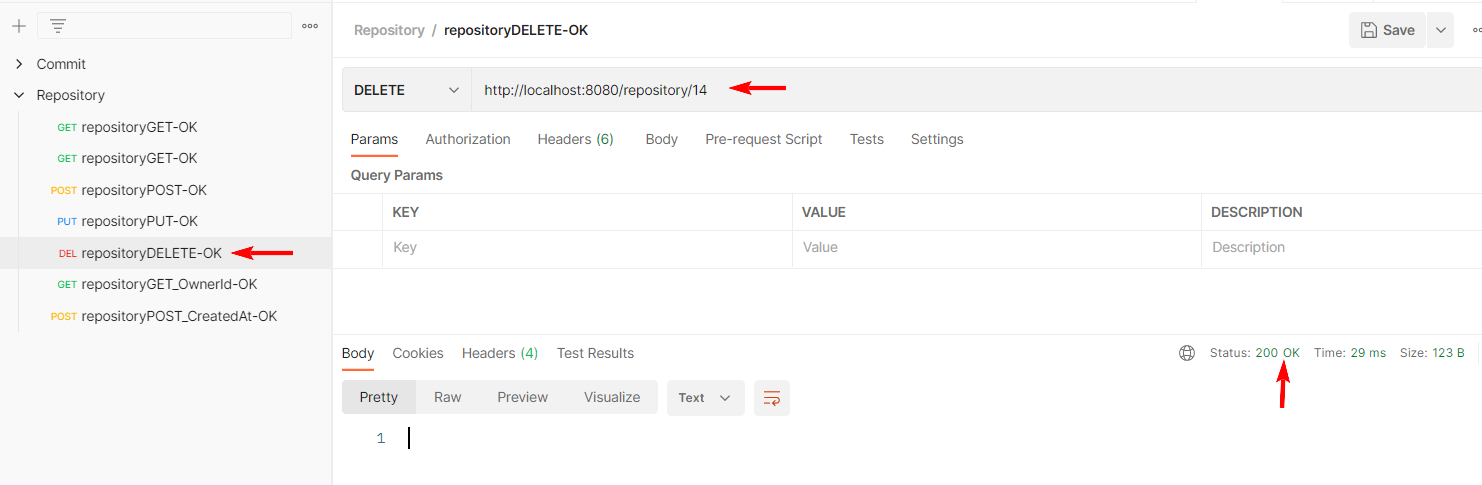 Repository / repositoryDELETE-OK
Save
Commit
Repository
GET repositoryGET-OK
GET repositoryGET-OK
POST repositoryPOST-OK
PUT repositoryPUT-OK
DEL repositoryDELETE-OK
GET repositoryGET_OwnerId-OK
POST repositoryPOST_CreatedAt-OK
DELETE http://localhost:8080/repository/14
Params Authorization Headers (6) Body Pre-request Script Tests Settings
Query Params
KEY VALUE DESCRIPTION
Key Value Description
Body Cookies Headers (4) Test Results Status: 200 OK Time: 29 ms Size: 123 B
Pretty Raw Preview Visualize Text
1